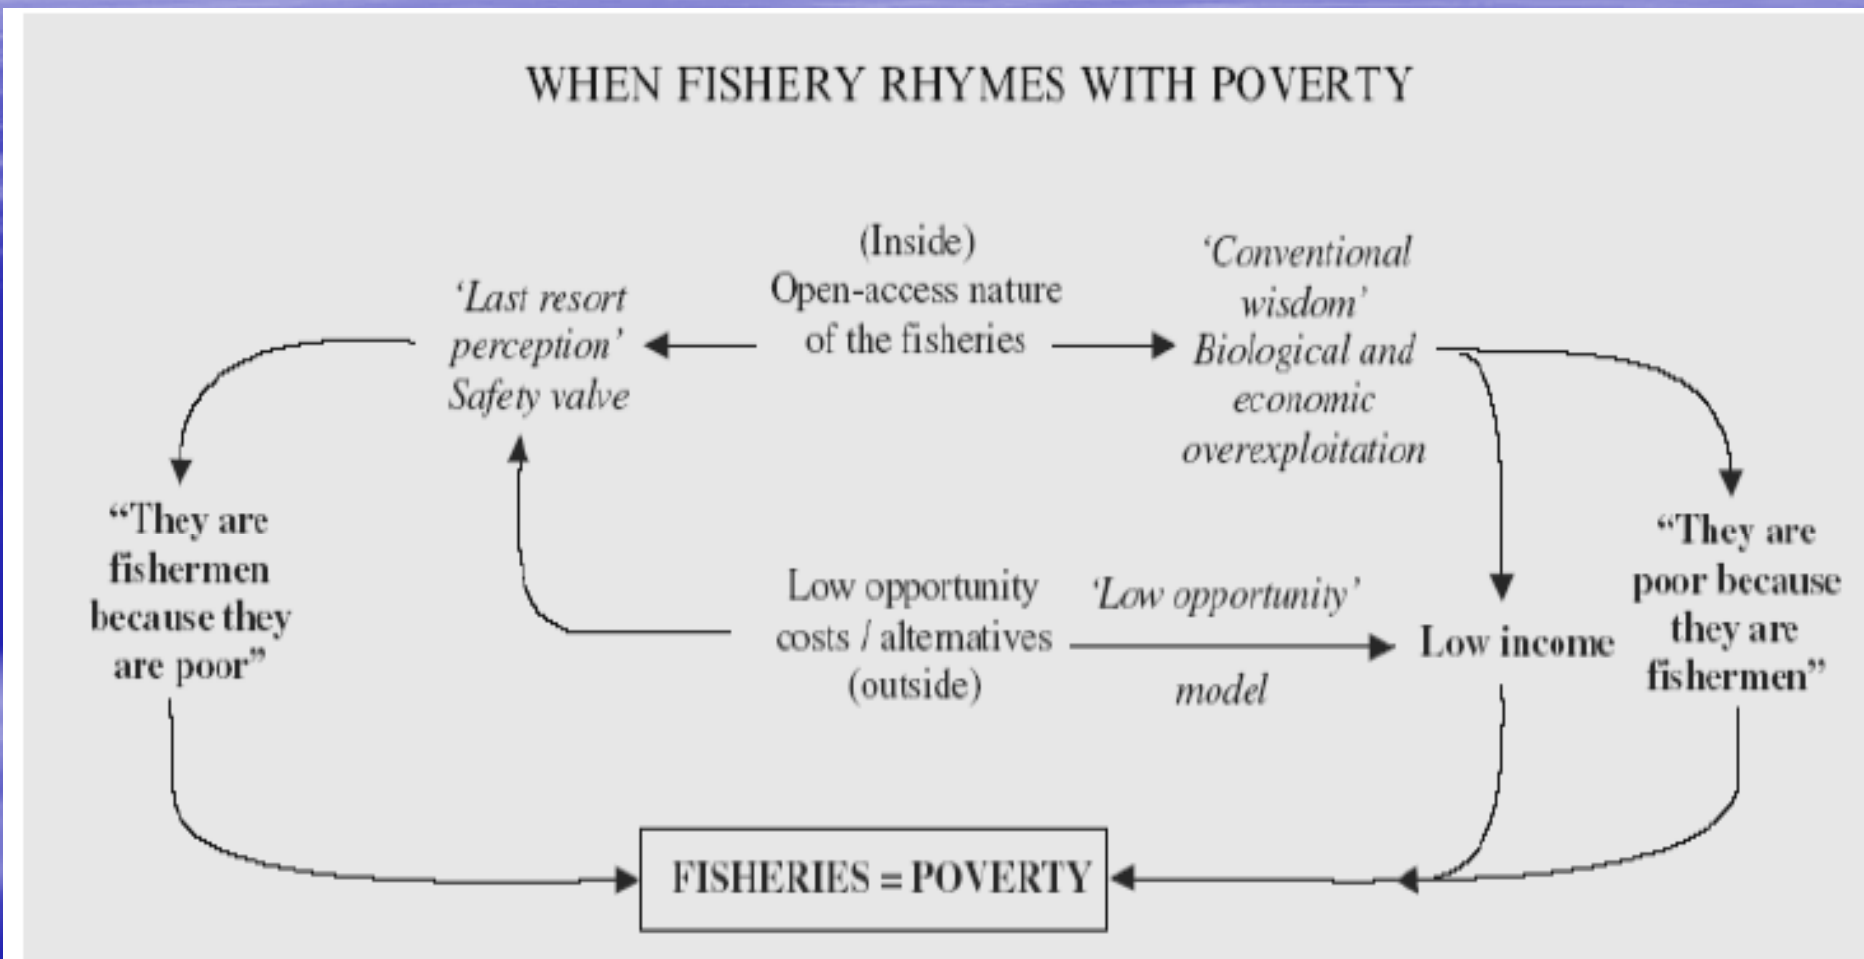 WHEN FISHERY RHYMES WITH POVERTY
‘Last resort
perception’
Safety valve
(Inside)
Open-access nature
of the fisheries
‘Conventional
wisdom’
Biological and
economic
overexploitation
“They are
fishermen
because they
are poor”
Low opportunity
costs / alternatives
(outside)
‘Low opportunity’
model
Low income
“They are
poor because
they are
fishermen”
FISHERIES = POVERTY